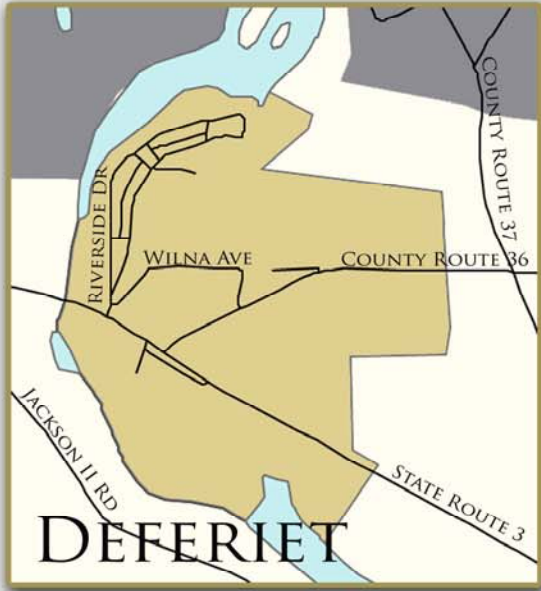 COUNTY ROUTE 37
RIVERSIDE DR
WILNA AVE
COUNTY ROUTE 36
JACKSON II RD
STATE ROUTE 3
DEFERIET